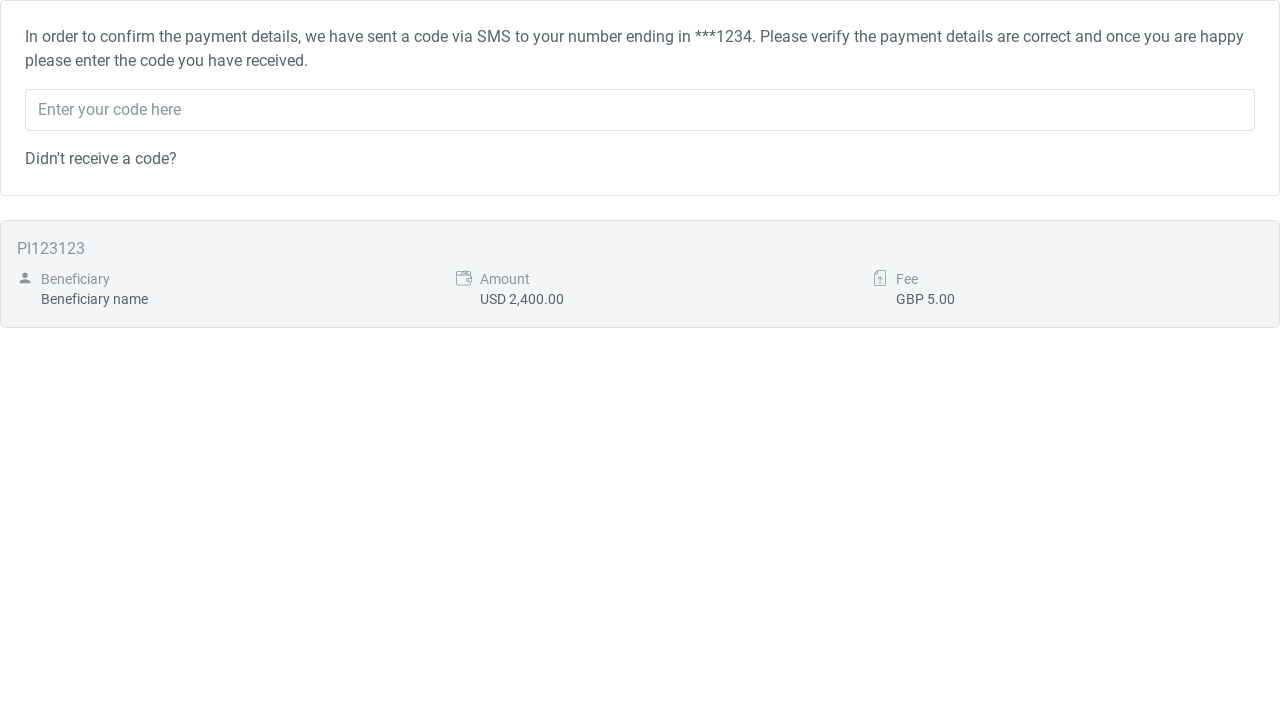 In order to confirm the payment details, we have sent a code via SMS to your number ending in ***1234. Please verify the payment details are correct and once you are happy
please enter the code you have received.
Enter your code here
Didn't receive a code?
PI123123
Beneficiary
Beneficiary name
Amount
USD 2,400.00
Fee
GBP 5.00